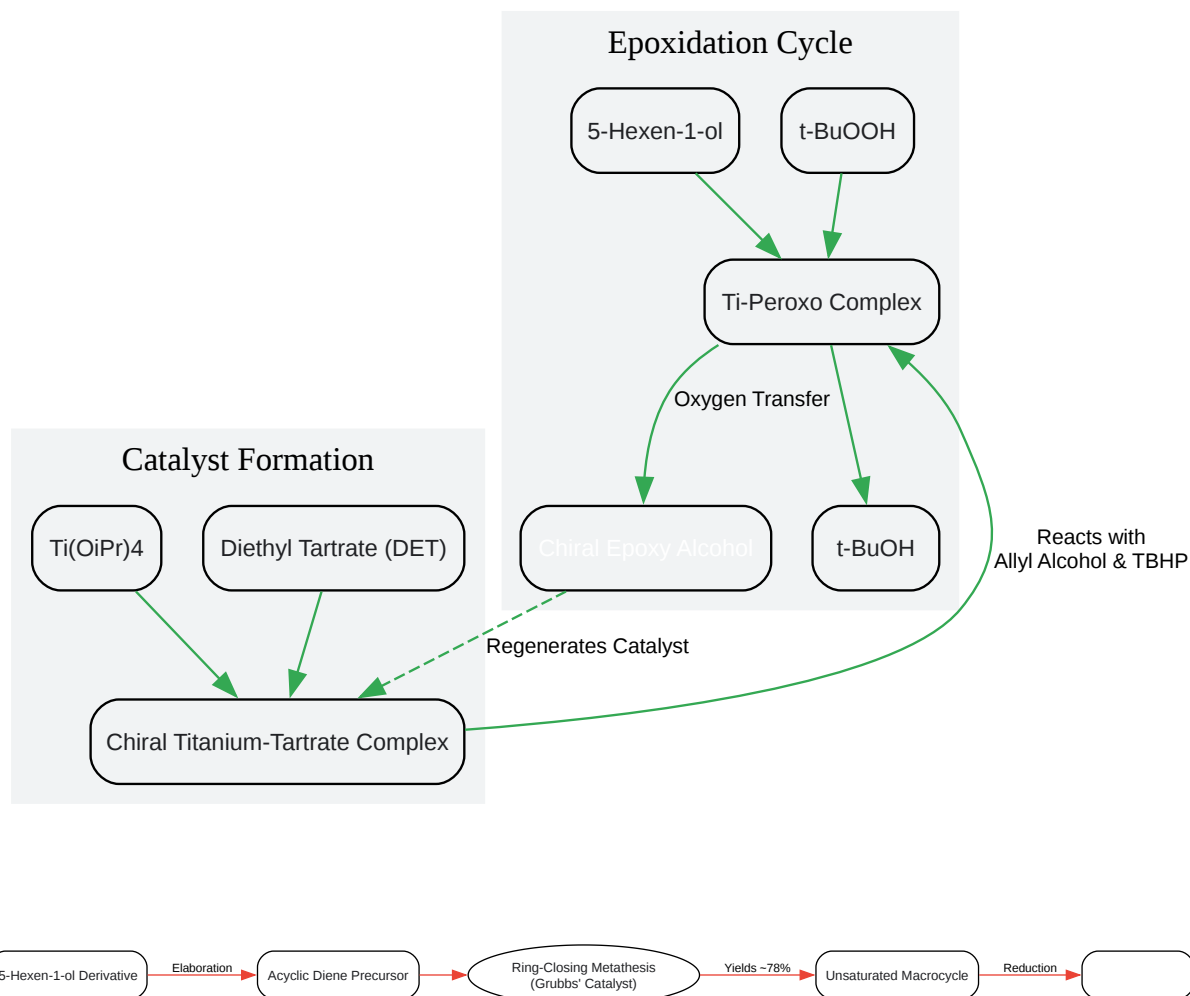 Epoxidation Cycle
5-Hexen-1-ol
t-BuOOH
Ti-Peroxo Complex
Oxygen Transfer
Catalyst Formation
Ti(OiPr)4
Diethyl Tartrate (DET)
Chiral Epoxy Alcohol
t-BuOH
Reacts with
Allyl Alcohol & TBHP
Regenerates Catalyst
Chiral Titanium-Tartrate Complex
5-Hexen-1-ol Derivative
Elaboration
Acyclic Diene Precursor
Ring-Closing Metathesis
(Grubbs' Catalyst)
Yields ~78%
Unsaturated Macrocycle
Reduction